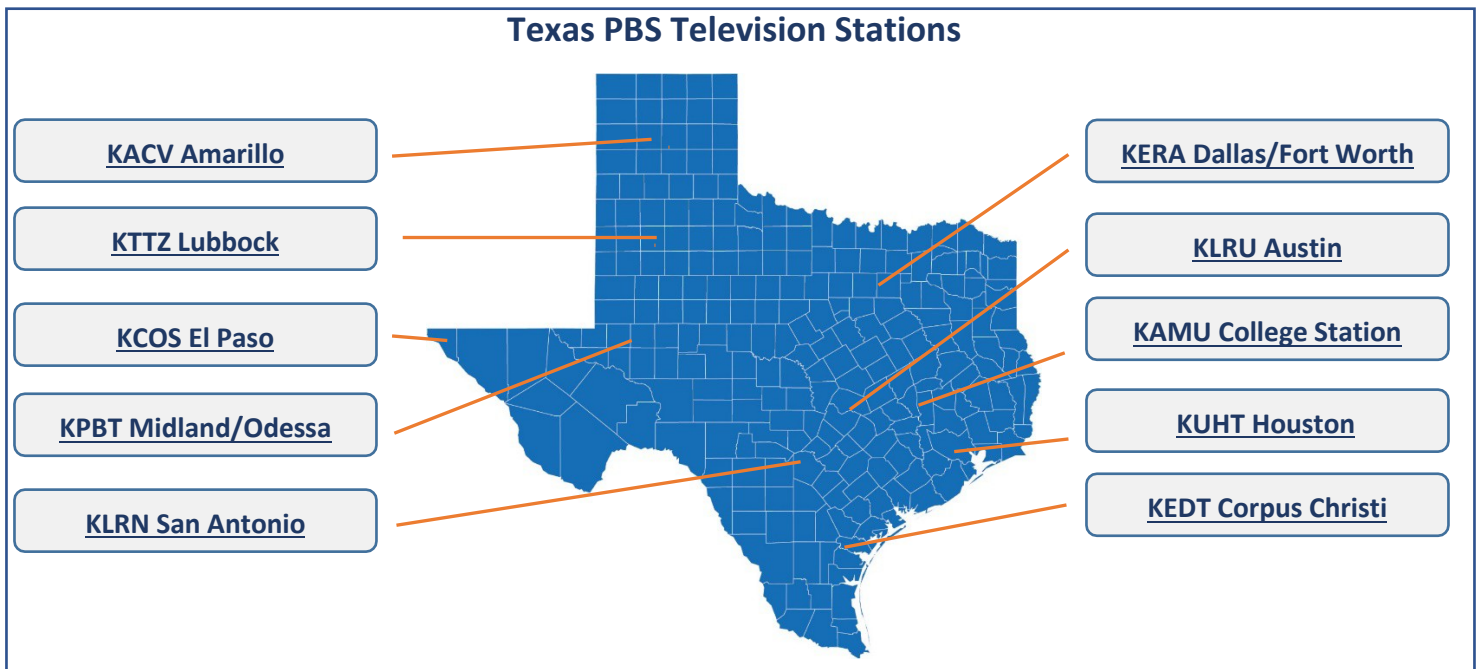 Texas PBS Television Stations
KACV Amarillo
KTTZ Lubbock
KCOS El Paso
KPBT Midland/Odessa
KLRN San Antonio
KERA Dallas/Fort Worth
KLRU Austin
KAMU College Station
KUHT Houston
KEDT Corpus Christi